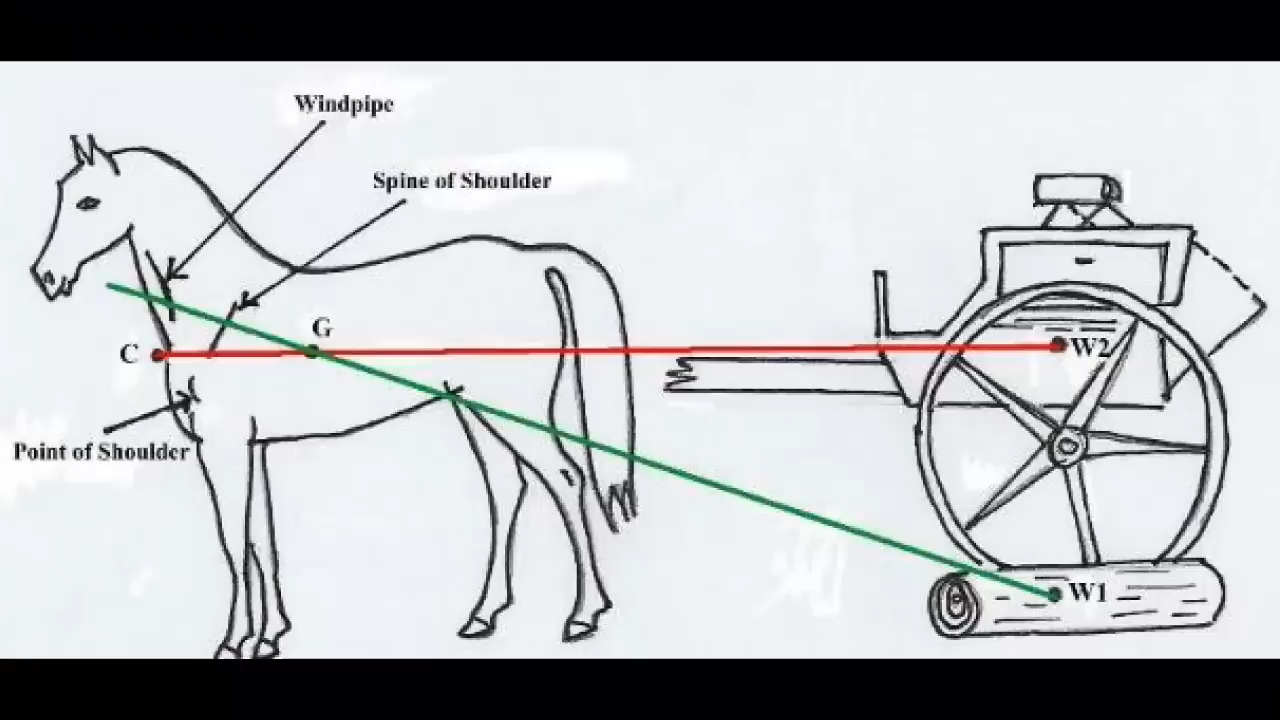 Windpipe
Spine of Shoulder
G
C
W2
Point of Shoulder
W1